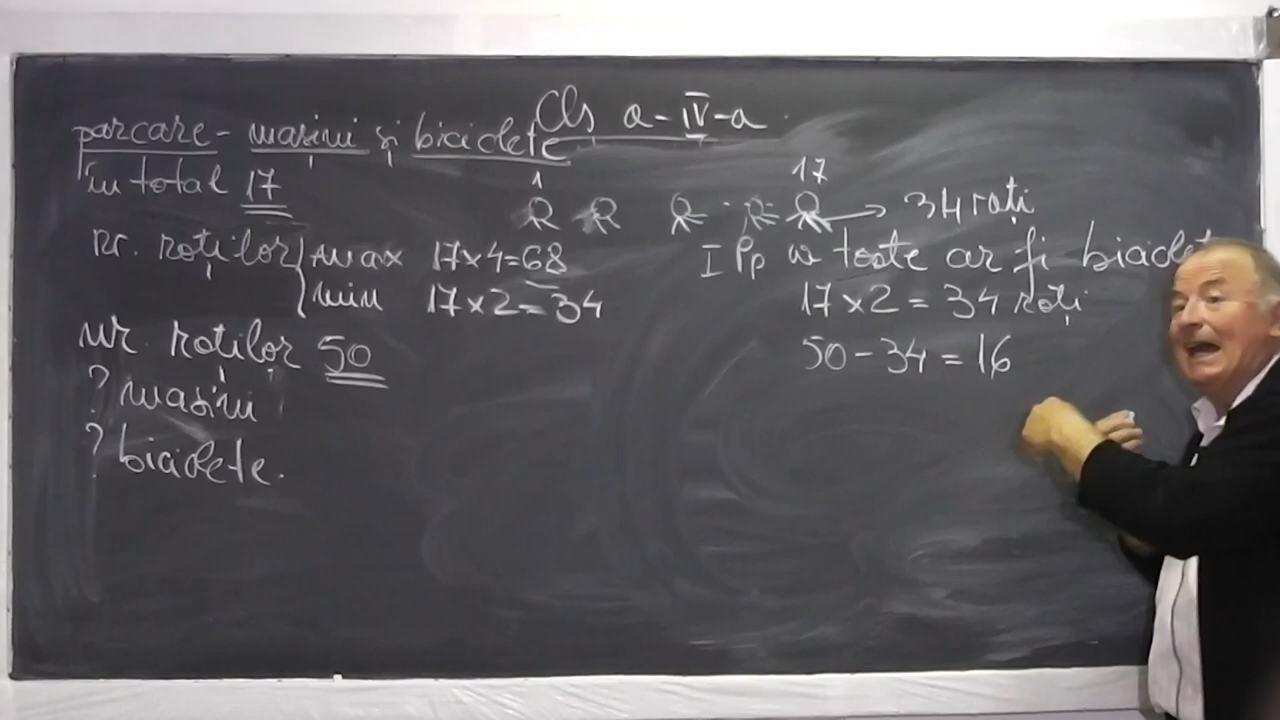 Cls a-IV-a
parcare - mașini și biciclete
în total 17
1 17
→ 34 roți
nr. roților { max 17×4=68
min 17×2=34
nr. roților 50
? mașini
? biciclete.
I Pp că toate ar fi biciclet
17×2 = 34 roți
50-34 = 16